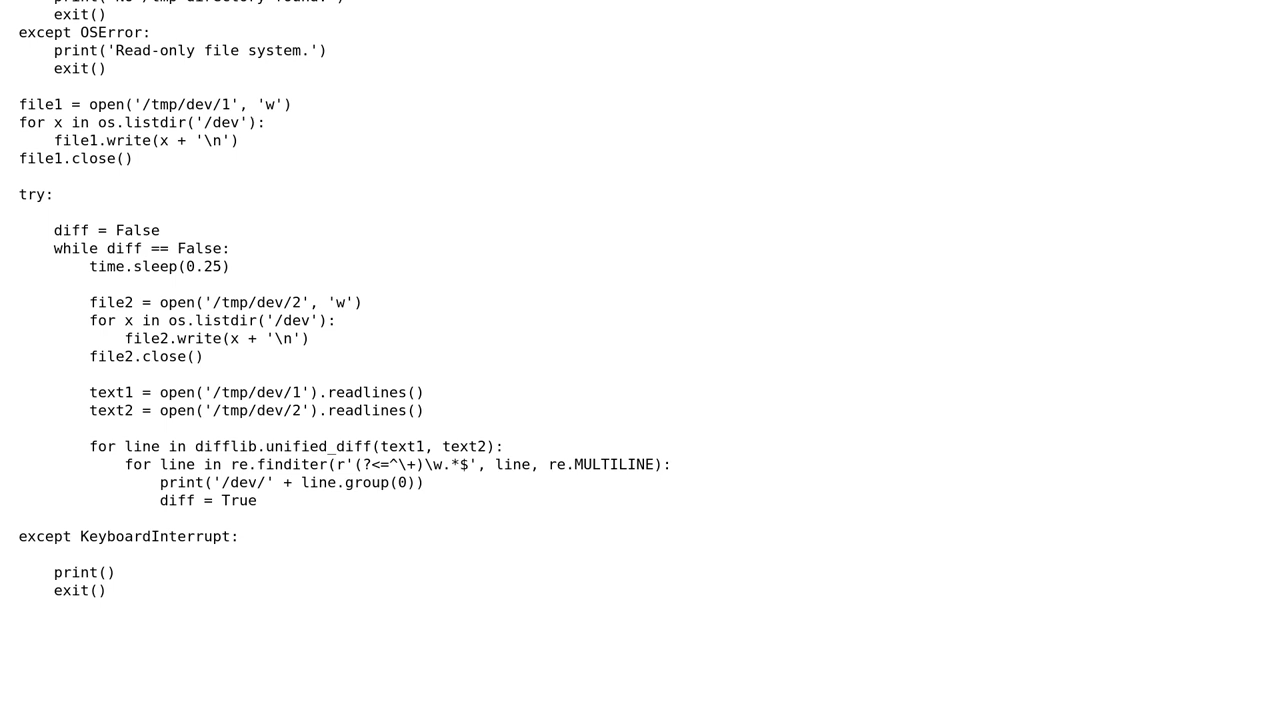 exit()
except OSError:
    print('Read-only file system.')
    exit()
file1 = open('/tmp/dev/1', 'w')
for x in os.listdir('/dev'):
    file1.write(x + '\n')
file1.close()
try:
    diff = False
    while diff == False:
        time.sleep(0.25)
        file2 = open('/tmp/dev/2', 'w')
        for x in os.listdir('/dev'):
            file2.write(x + '\n')
        file2.close()
        text1 = open('/tmp/dev/1').readlines()
        text2 = open('/tmp/dev/2').readlines()
        for line in difflib.unified_diff(text1, text2):
            for line in re.finditer(r'(?<=^\+)\w.*$', line, re.MULTILINE):
                print('/dev/' + line.group(0))
                diff = True
except KeyboardInterrupt:
    print()
    exit()